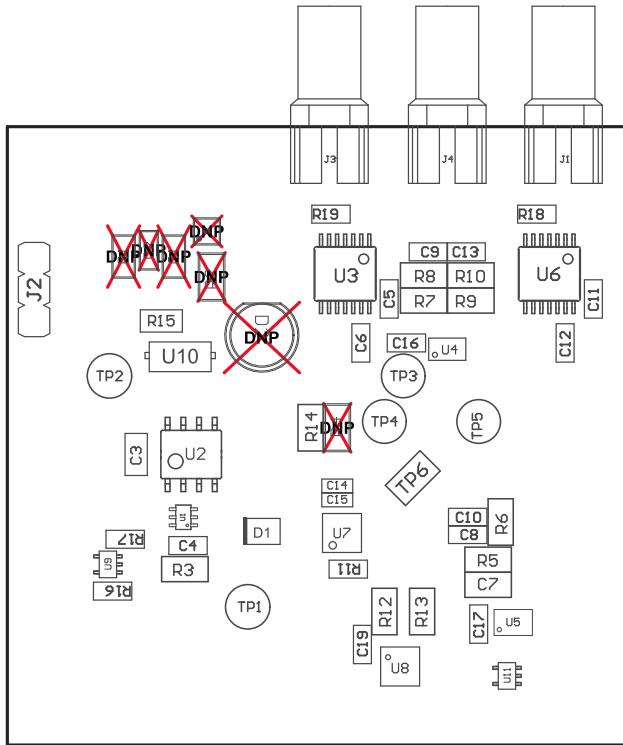 J3
J4
J1
R19
R18
DNP
DNP
DNP
DNP
DNP
C9
C13
U3
U6
R8
R10
J2
C5
R7
R9
C11
R15
DNP
C6
C16
U4
C12
U10
TP2
TP3
R14
DNP
TP4
TP5
C3
U2
TP6
C14
C15
U1
C10
R6
C8
R17
C4
D1
U7
U9
R3
R11
R5
C7
R16
TP1
R12
R13
C17
U5
C19
U8
U11